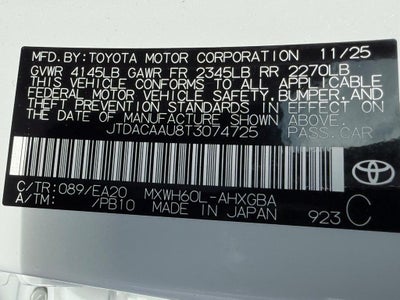 MFD. BY: TOYOTA MOTOR CORPORATION 11/25
GVWR 4145LB GAWR FR 2345LB RR 2270LB
THIS VEHICLE CONFORMS TO ALL APPLICABLE
FEDERAL MOTOR VEHICLE SAFETY, BUMPER, AND
THEFT PREVENTION STANDARDS IN EFFECT ON
THE DATE OF MANUFACTURE SHOWN ABOVE.
JTDACAAU8T3074725 PASS.CAR
C/TR: 089/EA20 MXWH60L-AHXGBA
A/TM: /PB10 MADE IN JAPAN 923 C
TOYOTA